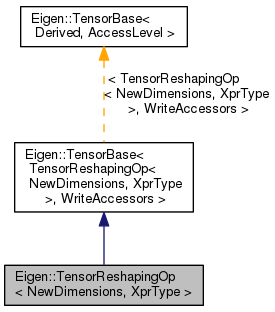 Eigen::TensorBase<
Derived, AccessLevel >
< TensorReshapingOp
< NewDimensions, XprType
>, WriteAccessors >
Eigen::TensorBase<
TensorReshapingOp<
NewDimensions, XprType
>, WriteAccessors >
Eigen::TensorReshapingOp
< NewDimensions, XprType >